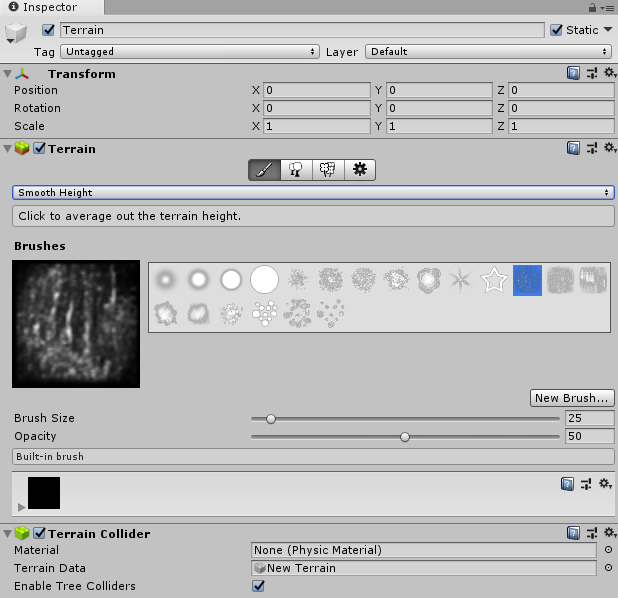 Inspector
Terrain
Static
Tag Untagged Layer Default
Transform
Position X 0 Y 0 Z 0
Rotation X 0 Y 0 Z 0
Scale X 1 Y 1 Z 1
Terrain
Smooth Height
Click to average out the terrain height.
Brushes
New Brush...
Brush Size 25
Opacity 50
Built-in brush
Terrain Collider
Material None (Physic Material)
Terrain Data New Terrain
Enable Tree Colliders